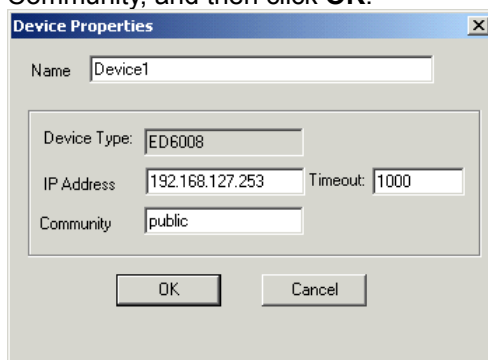 Community, and then click OK.
Device Properties
Name Device1
Device Type: ED6008
IP Address 192.168.127.253 Timeout: 1000
Community public
OK Cancel